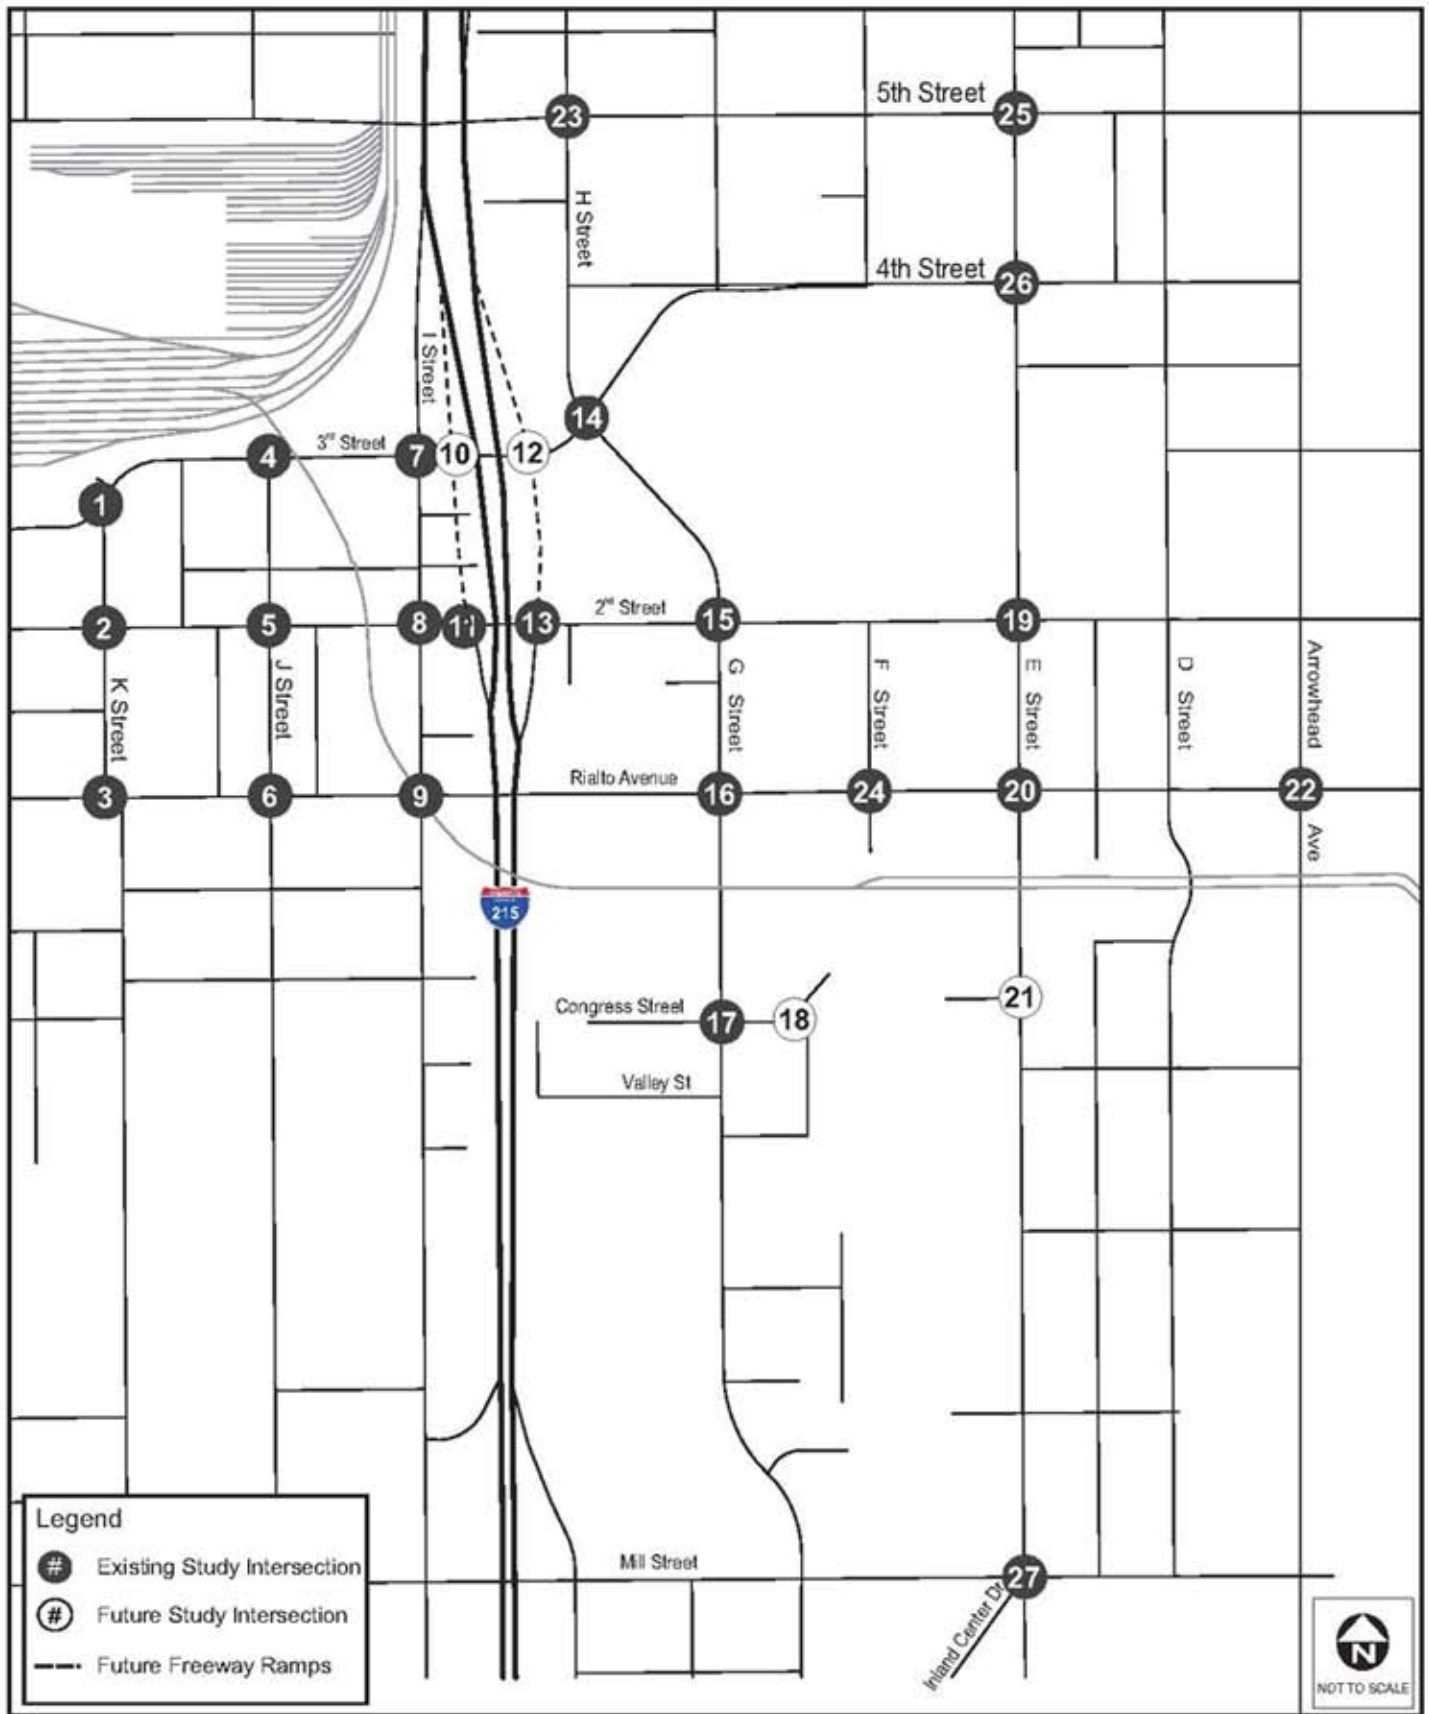 5th Street
23
25
H Street
4th Street
26
I Street
14
3rd Street
4
7
10
12
1
2nd Street
2
5
8
11
13
15
19
K Street
J Street
G Street
F Street
E Street
D Street
Arrowhead Ave
Rialto Avenue
3
6
9
16
24
20
22
215
Congress Street
17
18
21
Valley St
Mill Street
27
Inland Center Dr
Legend
# Existing Study Intersection
# Future Study Intersection
Future Freeway Ramps
N
NOT TO SCALE